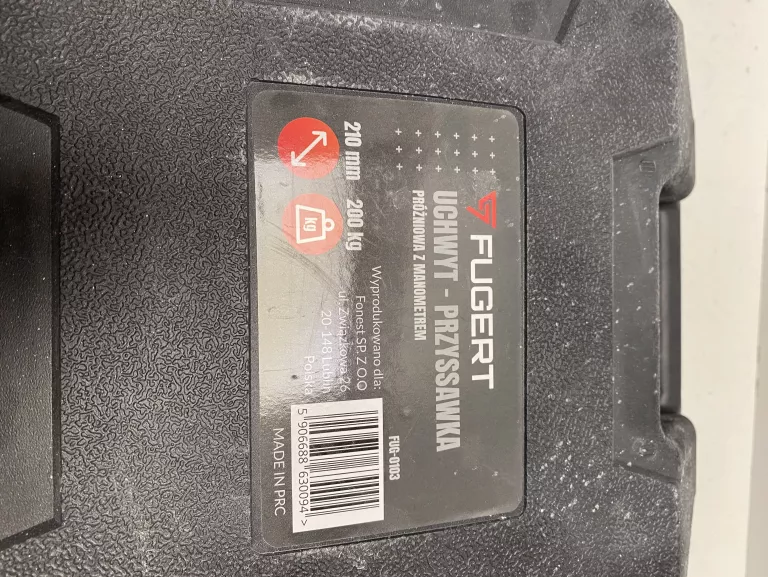 FUGERT
UCHWYT - PRZYSSAWKA
PRÓŻNIOWA Z MANOMETREM
210 mm
200 Kg
kg
FUG-0103
Wyprodukowano dla:
Fonest SP. Z O.O
ul. Związkowa 26
20-148 Lublin
Polska
5 906688 630094 >
MADE IN PRC